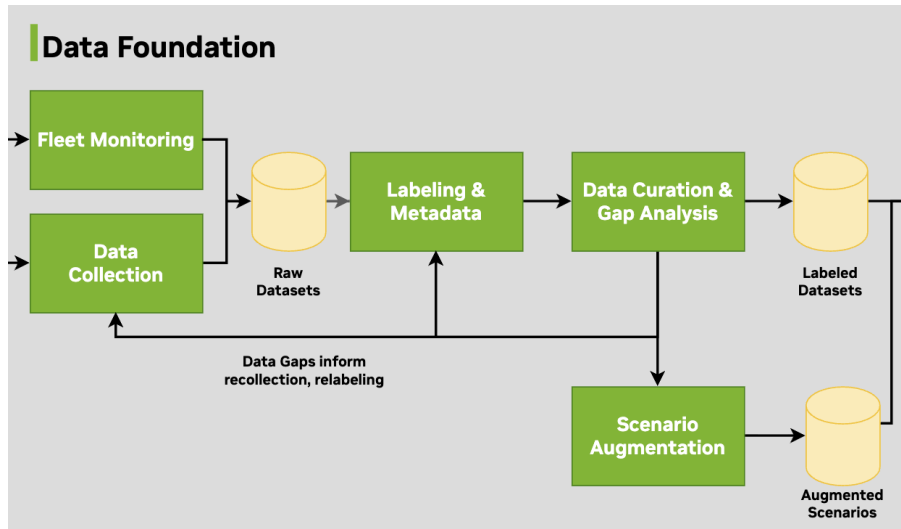 Data Foundation
Fleet Monitoring
Data
Collection
Raw
Datasets
Labeling &
Metadata
Data Curation &
Gap Analysis
Labeled
Datasets
Data Gaps inform
recollection, relabeling
Scenario
Augmentation
Augmented
Scenarios